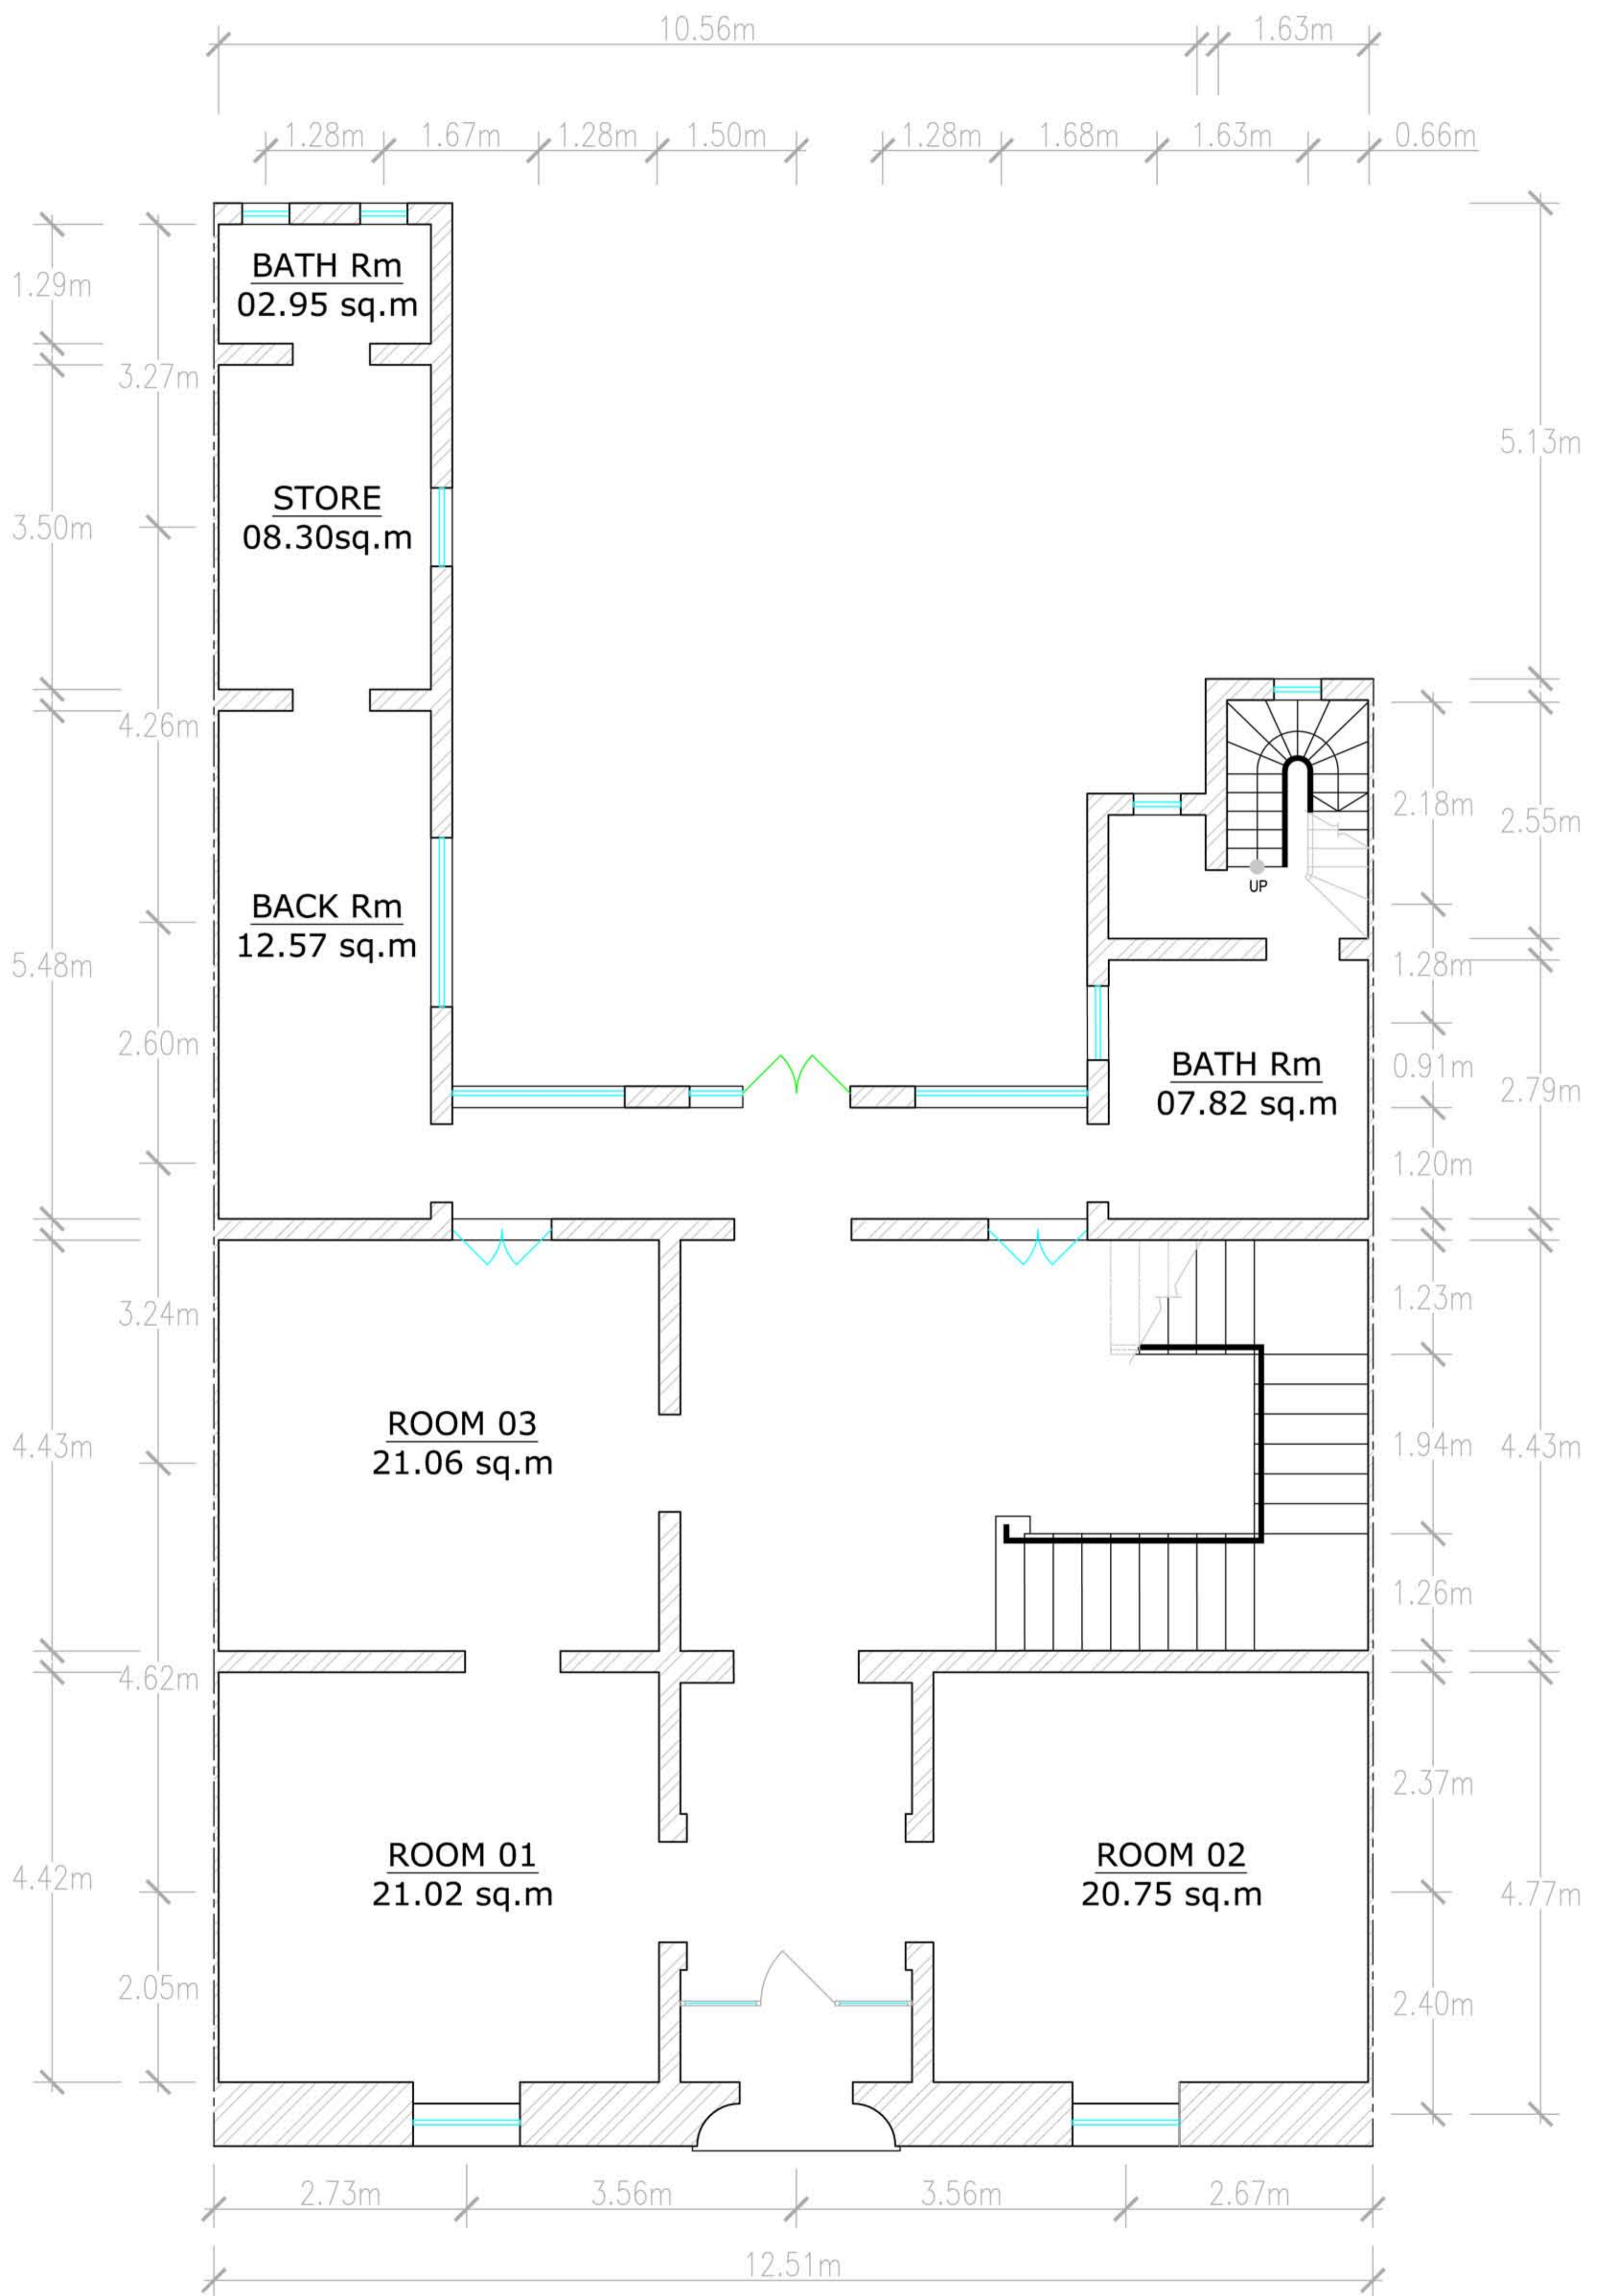 10.56m 1.63m
1.28m 1.67m 1.28m 1.50m 1.28m 1.68m 1.63m 0.66m
BATH Rm
02.95 sq.m
1.29m
3.27m
5.13m
STORE
08.30sq.m
3.50m
4.26m
2.18m
2.55m
UP
BACK Rm
12.57 sq.m
5.48m
1.28m
2.60m
BATH Rm
07.82 sq.m
0.91m
2.79m
1.20m
3.24m
1.23m
ROOM 03
21.06 sq.m
4.43m
1.94m
4.43m
1.26m
4.62m
2.37m
ROOM 01
21.02 sq.m
ROOM 02
20.75 sq.m
4.42m
4.77m
2.05m
2.40m
2.73m 3.56m 3.56m 2.67m
12.51m